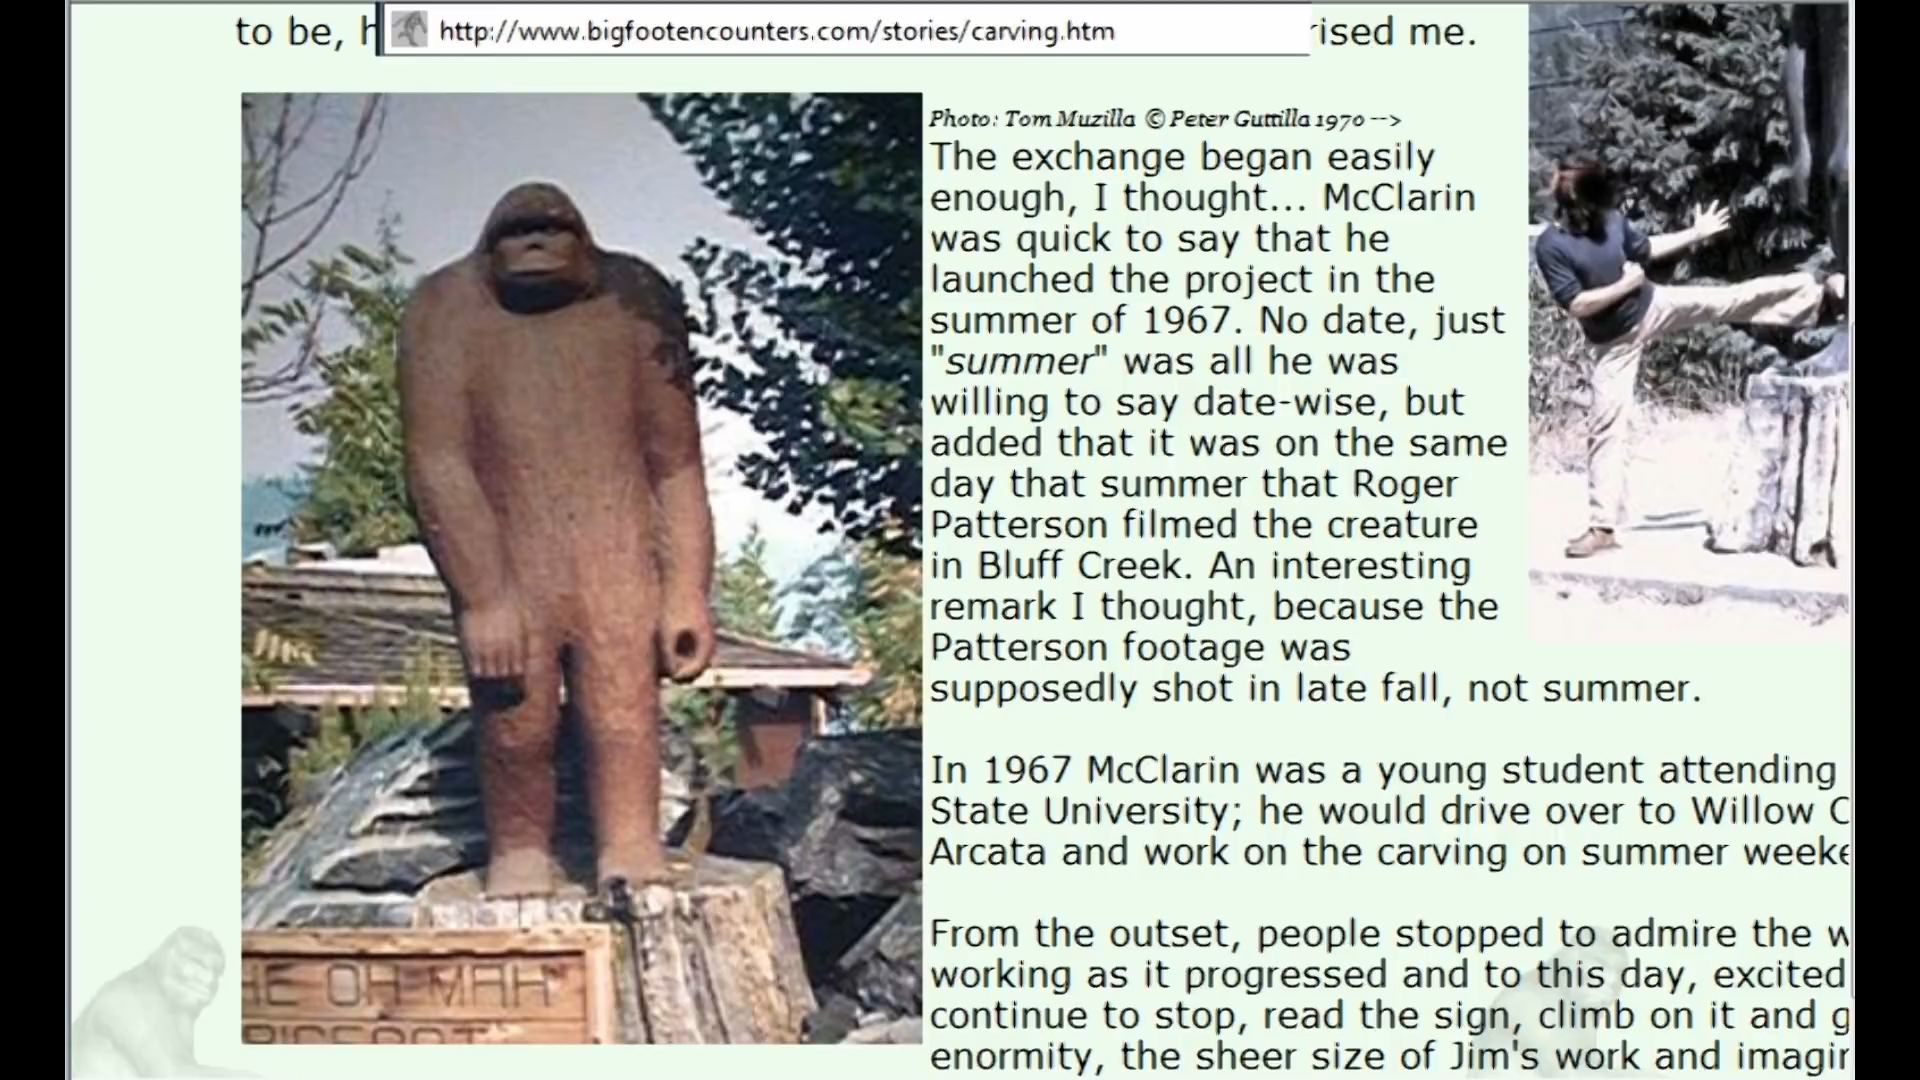 to be, h
http://www.bigfootencounters.com/stories/carving.htm
rised me.
Photo: Tom Muzilla © Peter Guttilla 1970 -->
The exchange began easily
enough, I thought... McClarin
was quick to say that he
launched the project in the
summer of 1967. No date, just
"summer" was all he was
willing to say date-wise, but
added that it was on the same
day that summer that Roger
Patterson filmed the creature
in Bluff Creek. An interesting
remark I thought, because the
Patterson footage was
supposedly shot in late fall, not summer.
In 1967 McClarin was a young student attending
State University; he would drive over to Willow C
Arcata and work on the carving on summer weeke
From the outset, people stopped to admire the w
working as it progressed and to this day, excited
continue to stop, read the sign, climb on it and g
enormity, the sheer size of Jim's work and imagin
HE OH MAH
BIGFOOT